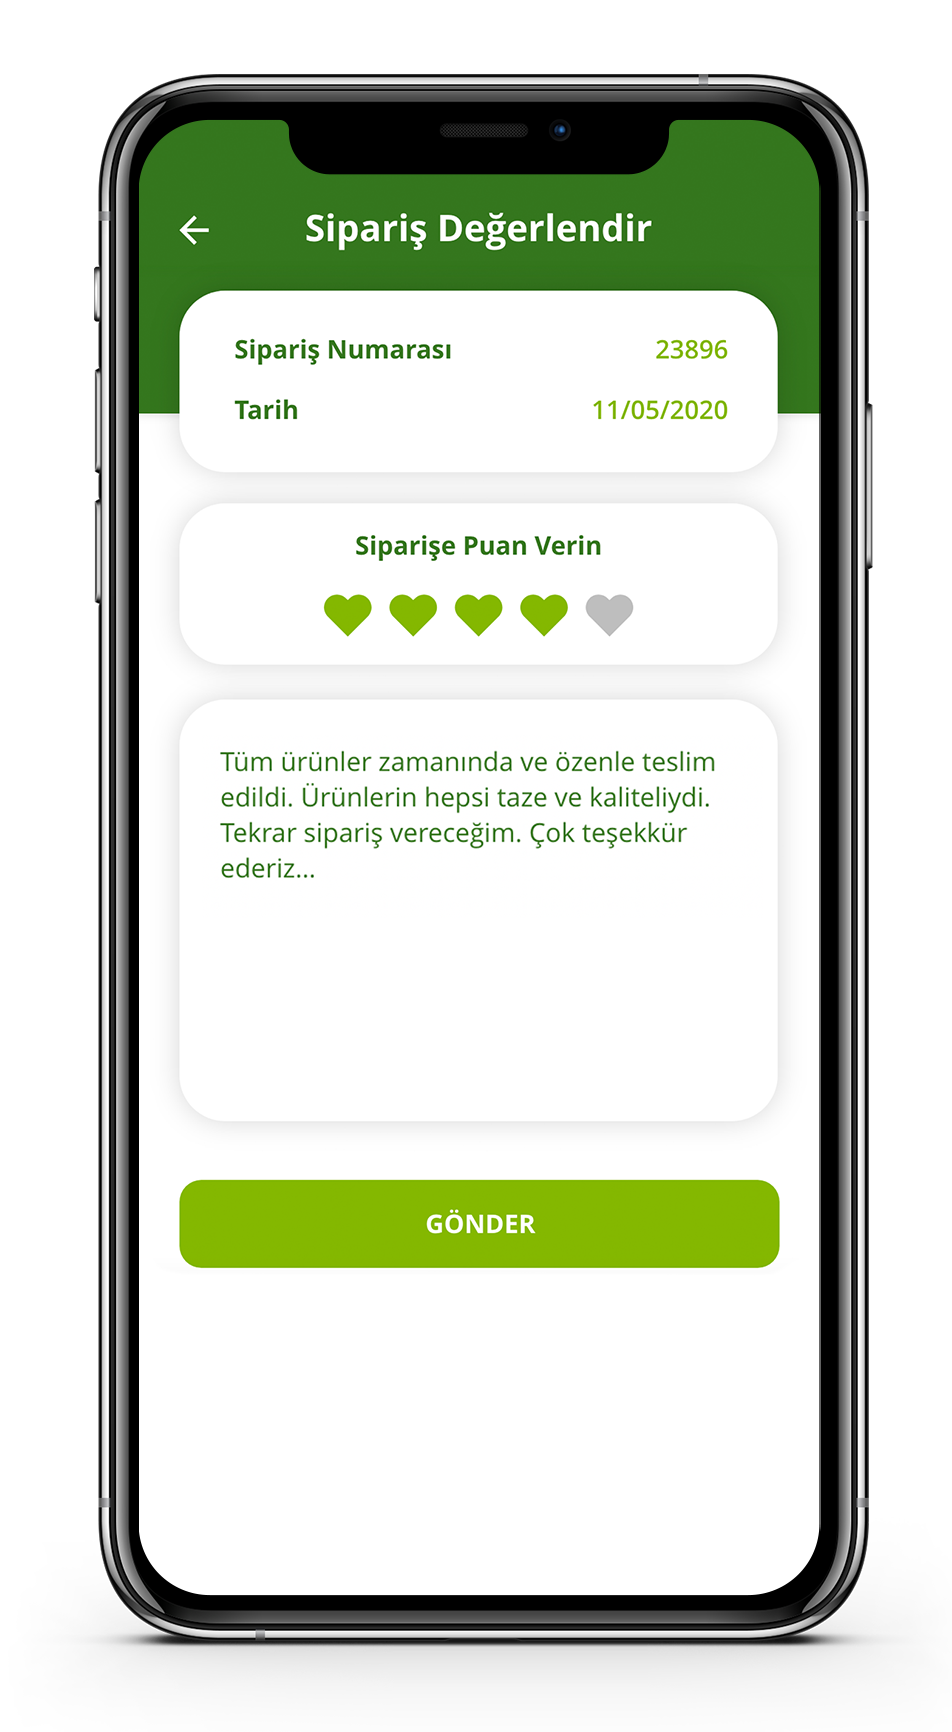 Sipariş Değerlendir
Sipariş Numarası 23896
Tarih 11/05/2020
Siparişe Puan Verin
Tüm ürünler zamanında ve özenle teslim
edildi. Ürünlerin hepsi taze ve kaliteliydi.
Tekrar sipariş vereceğim. Çok teşekkür
ederiz...
GÖNDER